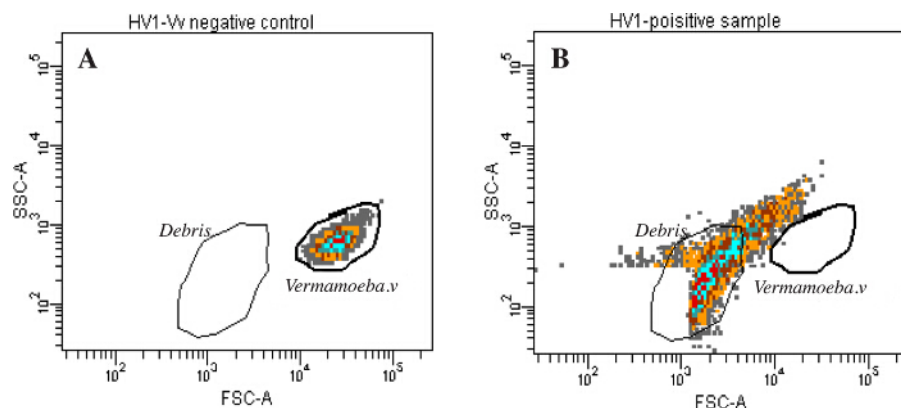 HV1-Vv negative control
A
10^5
10^4
10^3
10^2
SSC-A
Debris
Vermamoeba.v
10^2 10^3 10^4 10^5
FSC-A
HV1-poisitive sample
B
10^5
10^4
10^3
10^2
SSC-A
Debris
Vermamoeba.v
10^2 10^3 10^4 10^5
FSC-A